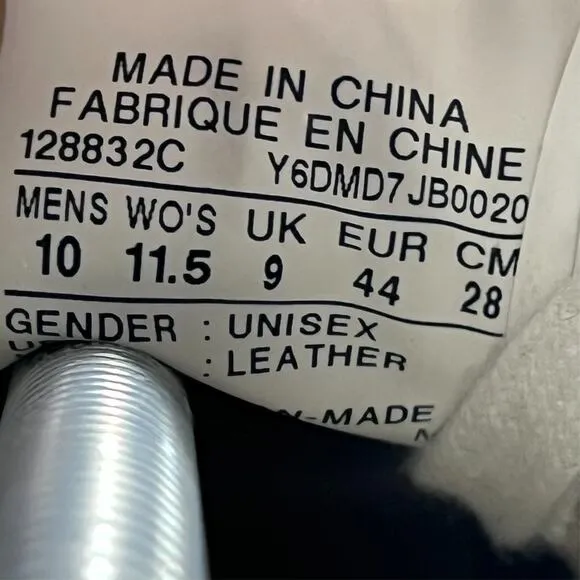 MADE IN CHINA
FABRIQUE EN CHINE
128832C Y6DMD7JB0020
MENS WO'S UK EUR CM
10 11.5 9 44 28
GENDER : UNISEX
: LEATHER
-MADE